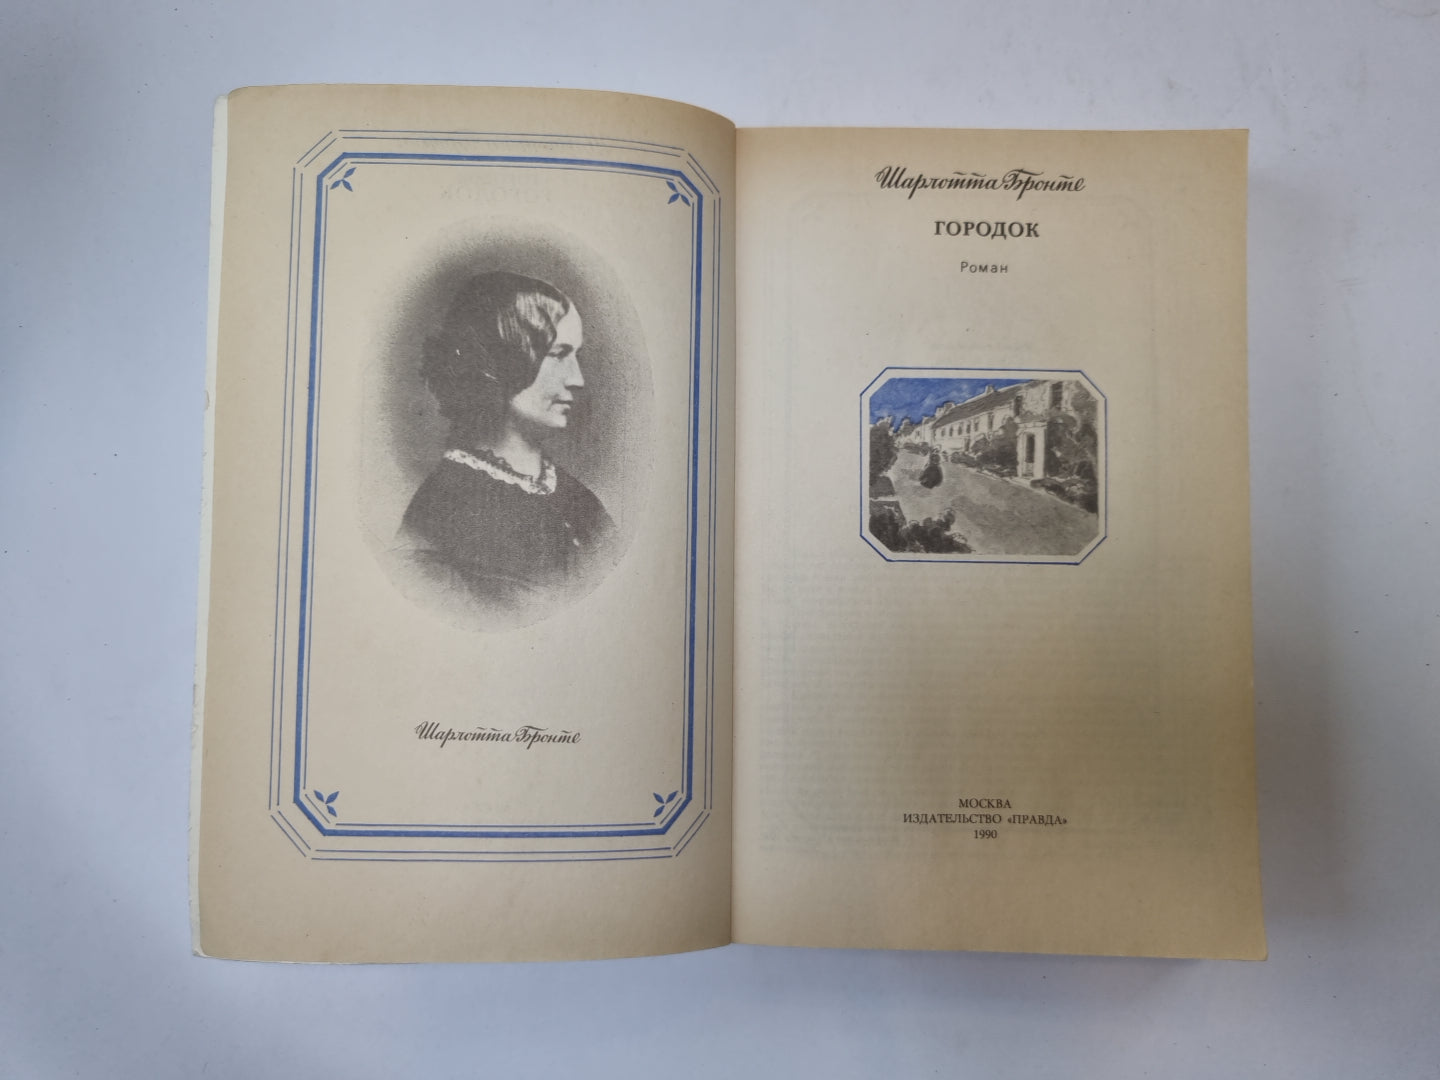 Шарлотта Бронте
Шарлотта Бронте
ГОРОДОК
Роман
МОСКВА
ИЗДАТЕЛЬСТВО «ПРАВДА»
1990